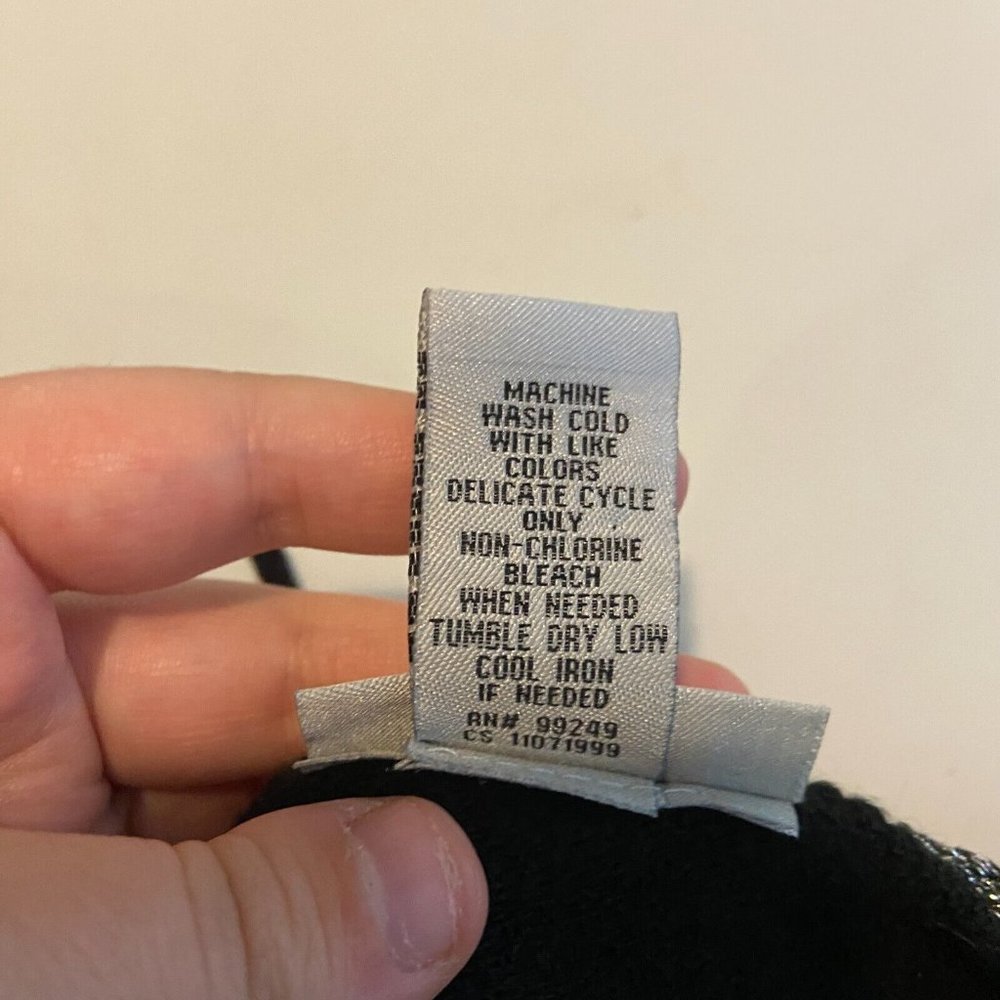 MACHINE
WASH COLD
WITH LIKE
COLORS
DELICATE CYCLE
ONLY
NON-CHLORINE
BLEACH
WHEN NEEDED
TUMBLE DRY LOW
COOL IRON
IF NEEDED
RN# 99249
CS 11071999